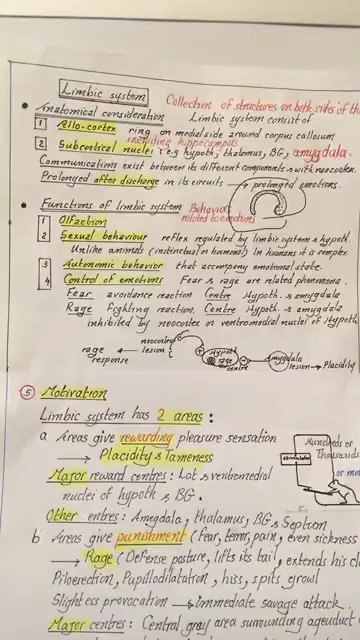 Limbic system
Collection of structures on both sides of th
Anatomical consideration Limbic system consist of
1 Allo-cortex ring on medial side around corpus callosum
including hippocampus
2 Subcortical nuclei e.g hypoth, thalamus, BG, amygdala.
Communications exist between its different components & with neocortex.
Prolonged after discharge in its circuits → prolonged emotions.
Functions of limbic system Behavior
related to emotions
1 Olfaction
2 Sexual behaviour reflex regulated by limbic system & hypoth.
Unlike animals (instinctual or hormonal) In humans it is complex.
3 Autonomic behavior that accompany emotional state.
4 Control of emotions Fear & rage are related phenomena.
Fear avoidance reaction Centre Hypoth. & amygdala
Rage fighting reaction. Centre Hypoth. & amygdala
inhibited by neocortex or ventromedial nuclei of Hypoth.
rage response ← neocortex lesion
Hypoth rage centre
Amygdala lesion → Placidity
5 Motivation
Limbic system has 2 areas:
a Areas give rewarding pleasure sensation
→ Placidity & Tameness
Hundreds or
Thousands
or mo
Major reward centres: Lat & ventromedial
nuclei of hypoth & BG.
Other entres: Amegdala, thalamus, BG & Septum
b Areas give punishment (Fear, terror, pain, even sickness
→ Rage (Defense posture, lifts its tail, extends his cl
Piloerection, Pupillodilatation, hiss, spits growl
Slightest provocation → immediate savage attack.
Major centres: Central gray area surrounding aqeduct o